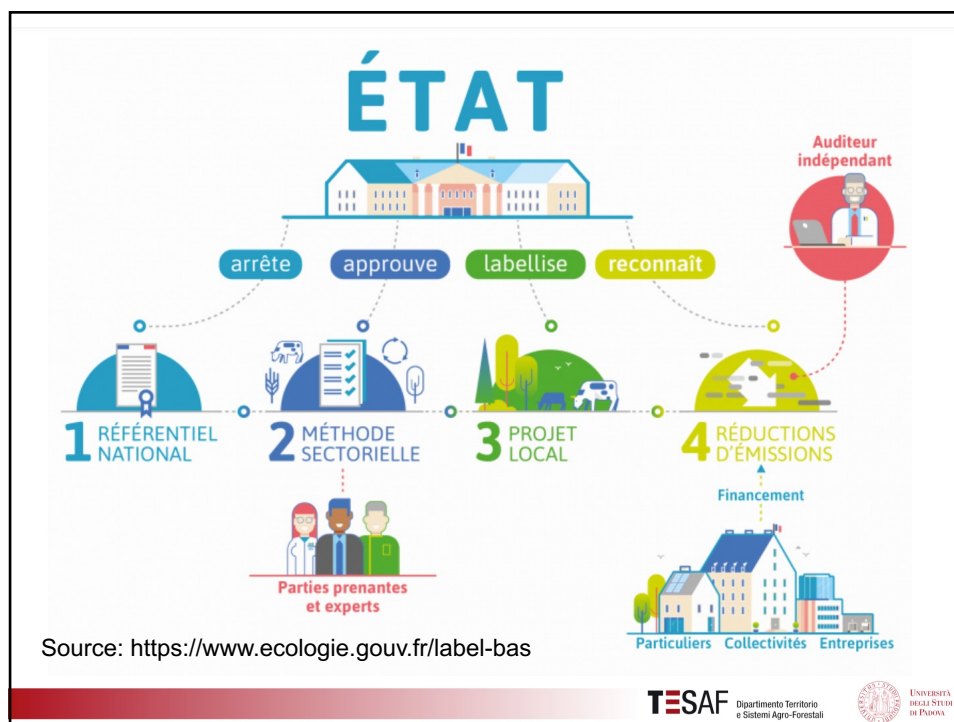 ÉTAT
Auditeur
indépendant
arrête approuve labellise reconnaît
1 RÉFÉRENTIEL
NATIONAL
2 MÉTHODE
SECTORIELLE
3 PROJET
LOCAL
4 RÉDUCTIONS
D'ÉMISSIONS
Financement
Parties prenantes
et experts
Particuliers Collectivités Entreprises
Source: https://www.ecologie.gouv.fr/label-bas
TESAF Dipartimento Territorio
e Sistemi Agro-Forestali
UNIVERSITÀ
DEGLI STUDI
DI PADOVA